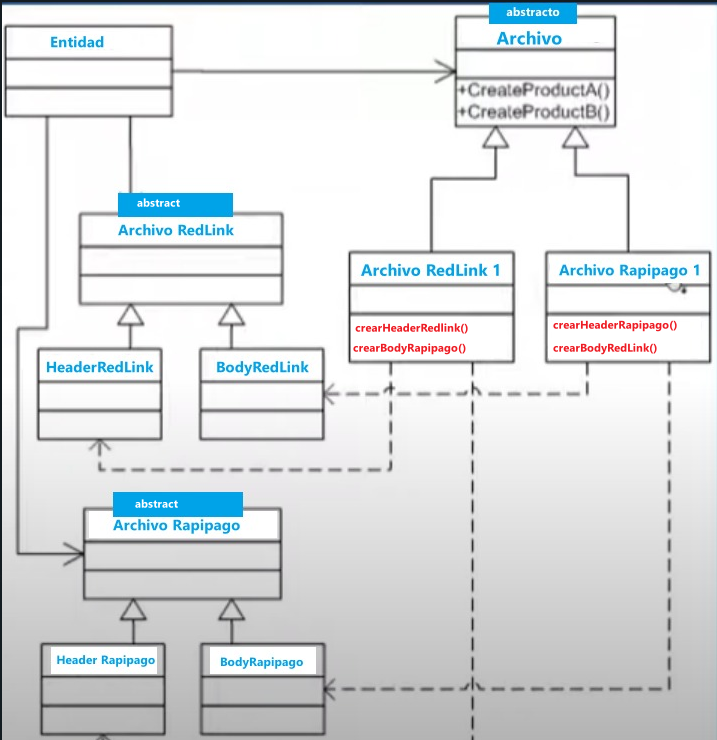 abstracto
Archivo
+CreateProductA()
+CreateProductB()
Entidad
abstract
Archivo RedLink
Archivo RedLink 1
crearHeaderRedlink()
crearBodyRapipago()
Archivo Rapipago 1
crearHeaderRapipago()
crearBodyRedLink()
HeaderRedLink
BodyRedLink
abstract
Archivo Rapipago
Header Rapipago
BodyRapipago